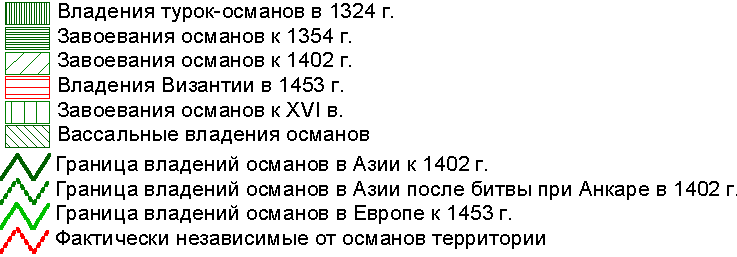 Владения турок-османов в 1324 г.
Завоевания османов к 1354 г.
Завоевания османов к 1402 г.
Владения Византии в 1453 г.
Завоевания османов к XVI в.
Вассальные владения османов
Граница владений османов в Азии к 1402 г.
Граница владений османов в Азии после битвы при Анкаре в 1402 г.
Граница владений османов в Европе к 1453 г.
Фактически независимые от османов территории